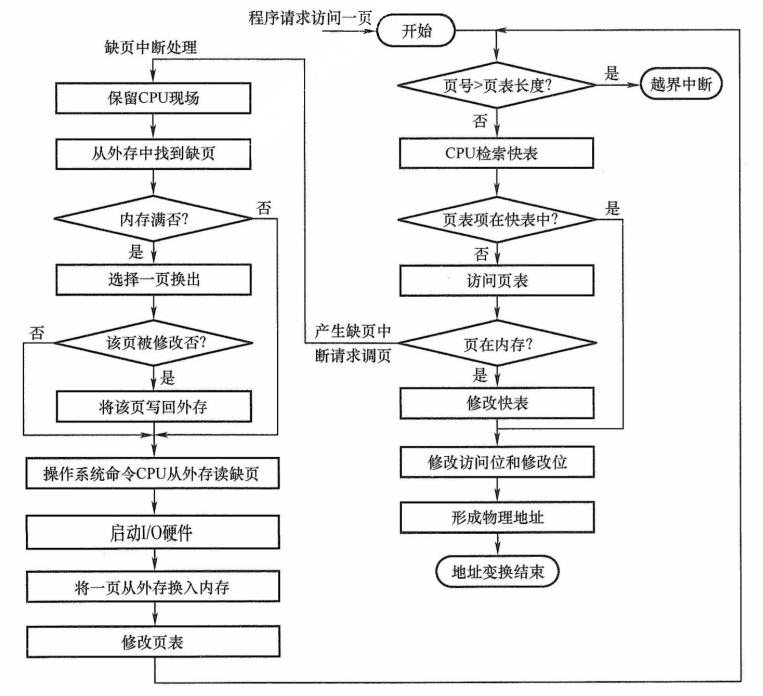 程序请求访问一页
开始
缺页中断处理
保留CPU现场
从外存中找到缺页
内存满否?
否
是
选择一页换出
否
该页被修改否?
是
将该页写回外存
操作系统命令CPU从外存读缺页
启动I/O硬件
将一页从外存换入内存
修改页表
页号>页表长度?
是
越界中断
否
CPU检索快表
页表项在快表中?
是
否
访问页表
产生缺页中
断请求调页
页在内存?
是
修改快表
修改访问位和修改位
形成物理地址
地址变换结束